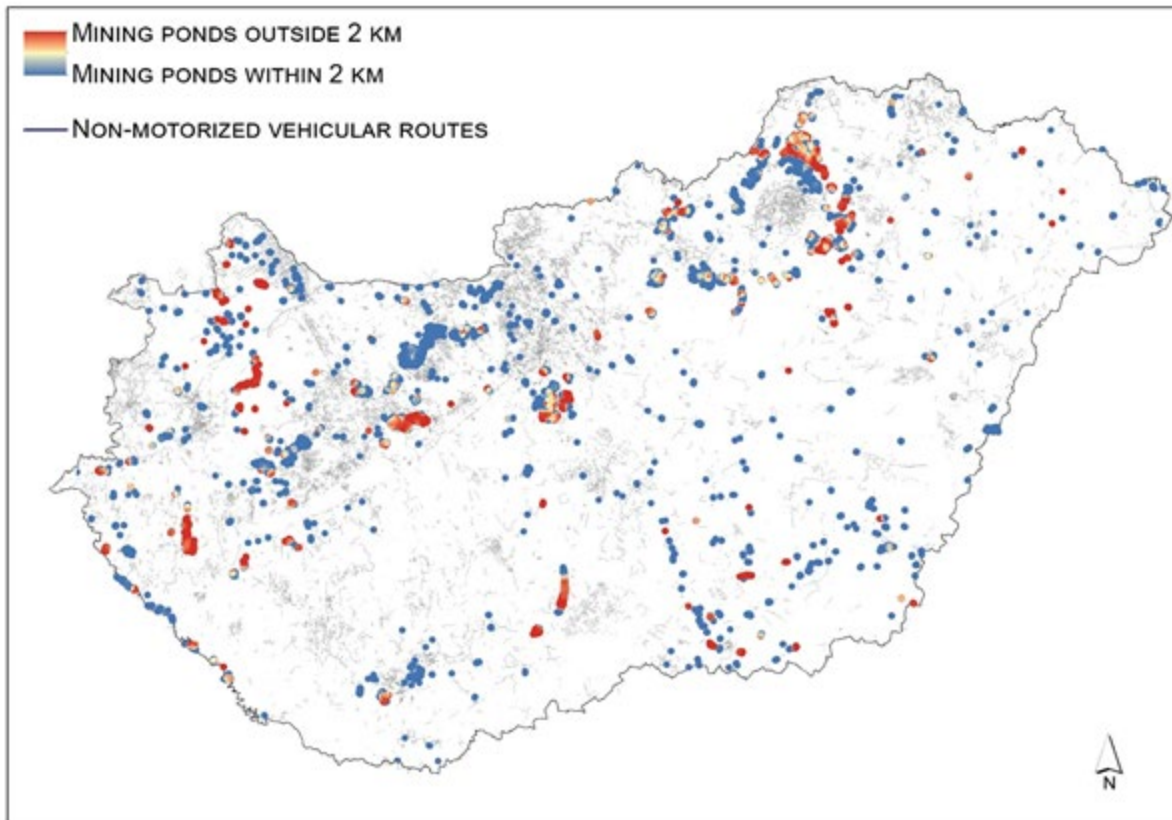 MINING PONDS OUTSIDE 2 KM
MINING PONDS WITHIN 2 KM
NON-MOTORIZED VEHICULAR ROUTES
N